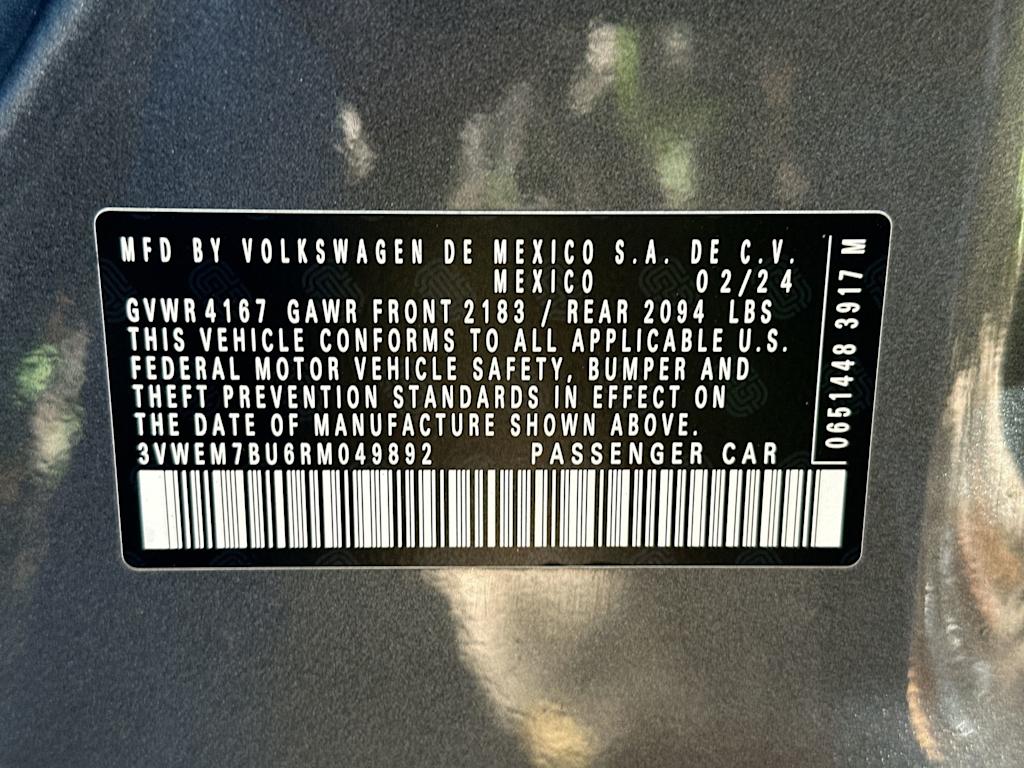 MFD BY VOLKSWAGEN DE MEXICO S.A. DE C.V.
MEXICO 02/24
GVWR 4167 GAWR FRONT 2183 / REAR 2094 LBS
THIS VEHICLE CONFORMS TO ALL APPLICABLE U.S.
FEDERAL MOTOR VEHICLE SAFETY, BUMPER AND
THEFT PREVENTION STANDARDS IN EFFECT ON
THE DATE OF MANUFACTURE SHOWN ABOVE.
3VWEM7BU6RM049892 PASSENGER CAR
0651448 3917 M